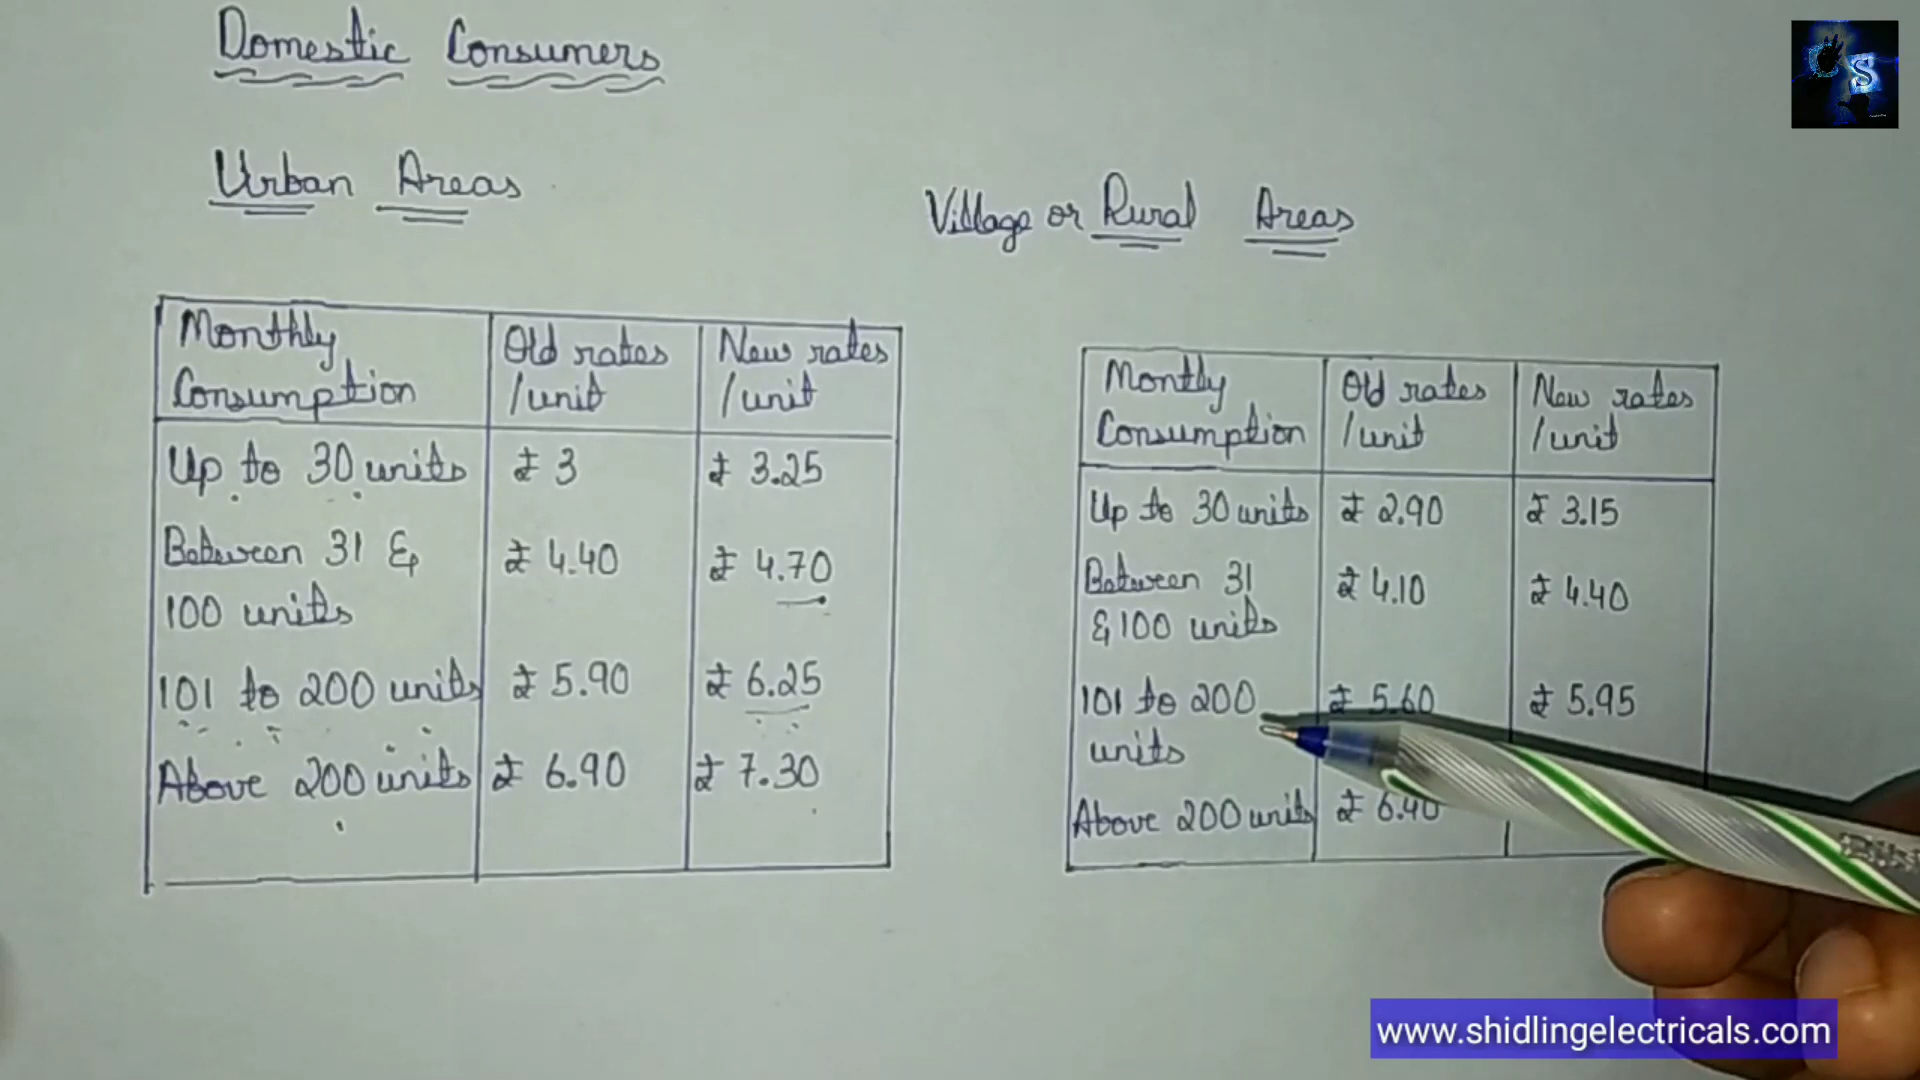 Domestic Consumers
Urban Areas
Monthly
Consumption
Old rates
/unit
New rates
/unit
Up to 30 units
₹ 3
₹ 3.25
Between 31 &
100 units
₹ 4.40
₹ 4.70
101 to 200 units
₹ 5.90
₹ 6.25
Above 200 units
₹ 6.90
₹ 7.30
Village or Rural Areas
Montly
Consumption
Old rates
/unit
New rates
/unit
Up to 30 units
₹ 2.90
₹ 3.15
Between 31
& 100 units
₹ 4.10
₹ 4.40
101 to 200
units
₹ 5.60
₹ 5.95
Above 200 units
₹ 6.40
CS
www.shidlingelectricals.com